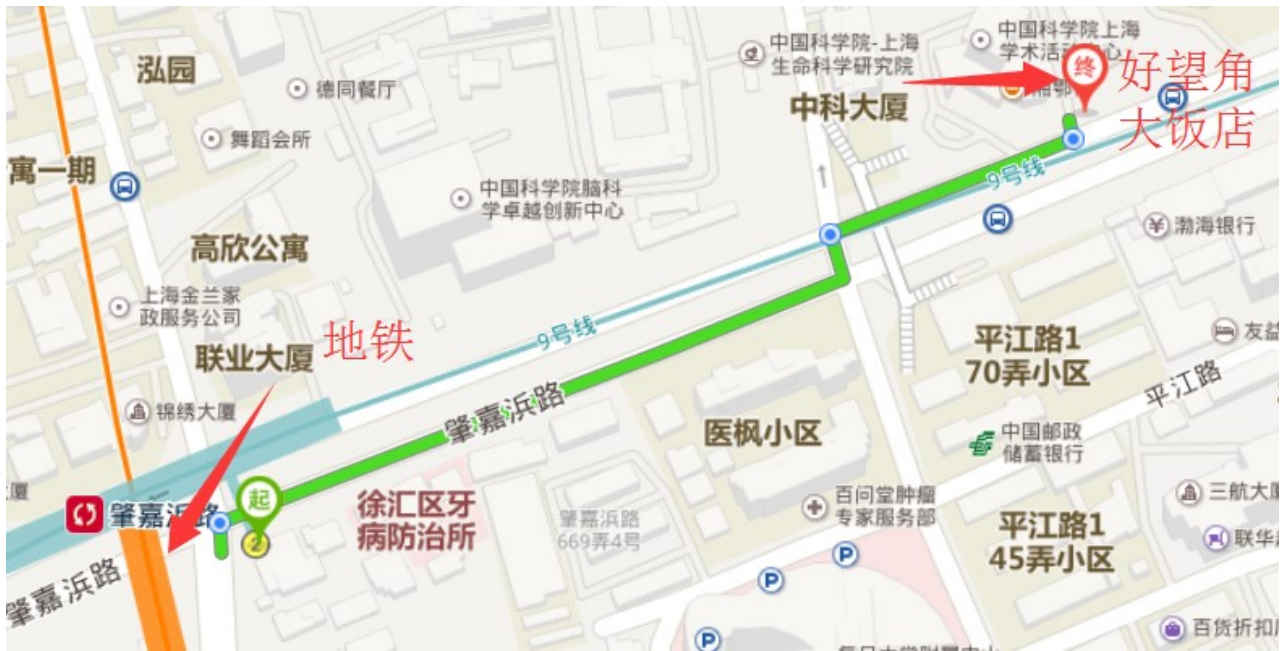 泓园
德同餐厅
舞蹈会所
寓一期
中国科学院脑科
学卓越创新中心
高欣公寓
上海金兰家
政服务公司
联业大厦
地铁
锦绣大厦
厦
肇嘉浜路
起
2
肇嘉浜路
9号线
肇嘉浜路
徐汇区牙
病防治所
肇嘉浜路
669弄4号
中国科学院-上海
生命科学研究院
中科大厦
中国科学院上海
学术活动中心
终
湘鄂
好望角
大饭店
9号线
渤海银行
友益
平江路1
70弄小区
平江路
医枫小区
中国邮政
储蓄银行
百问堂肿瘤
专家服务部
三航大厦
联华
平江路1
45弄小区
P
P
P
百货折扣